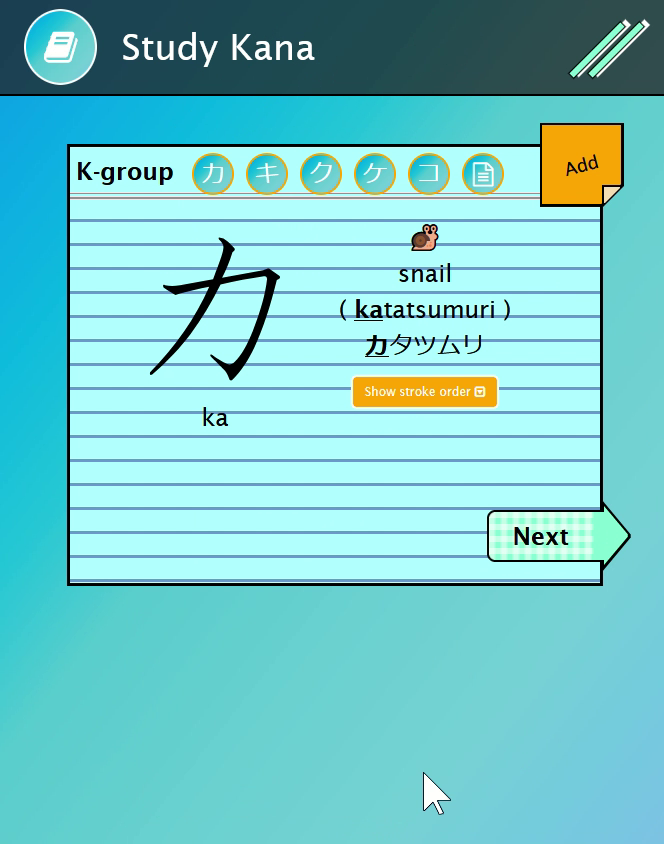 Study Kana
K-group カ キ ク ケ コ
Add
カ
ka
snail
( katatsumuri )
カタツムリ
Show stroke order
Next